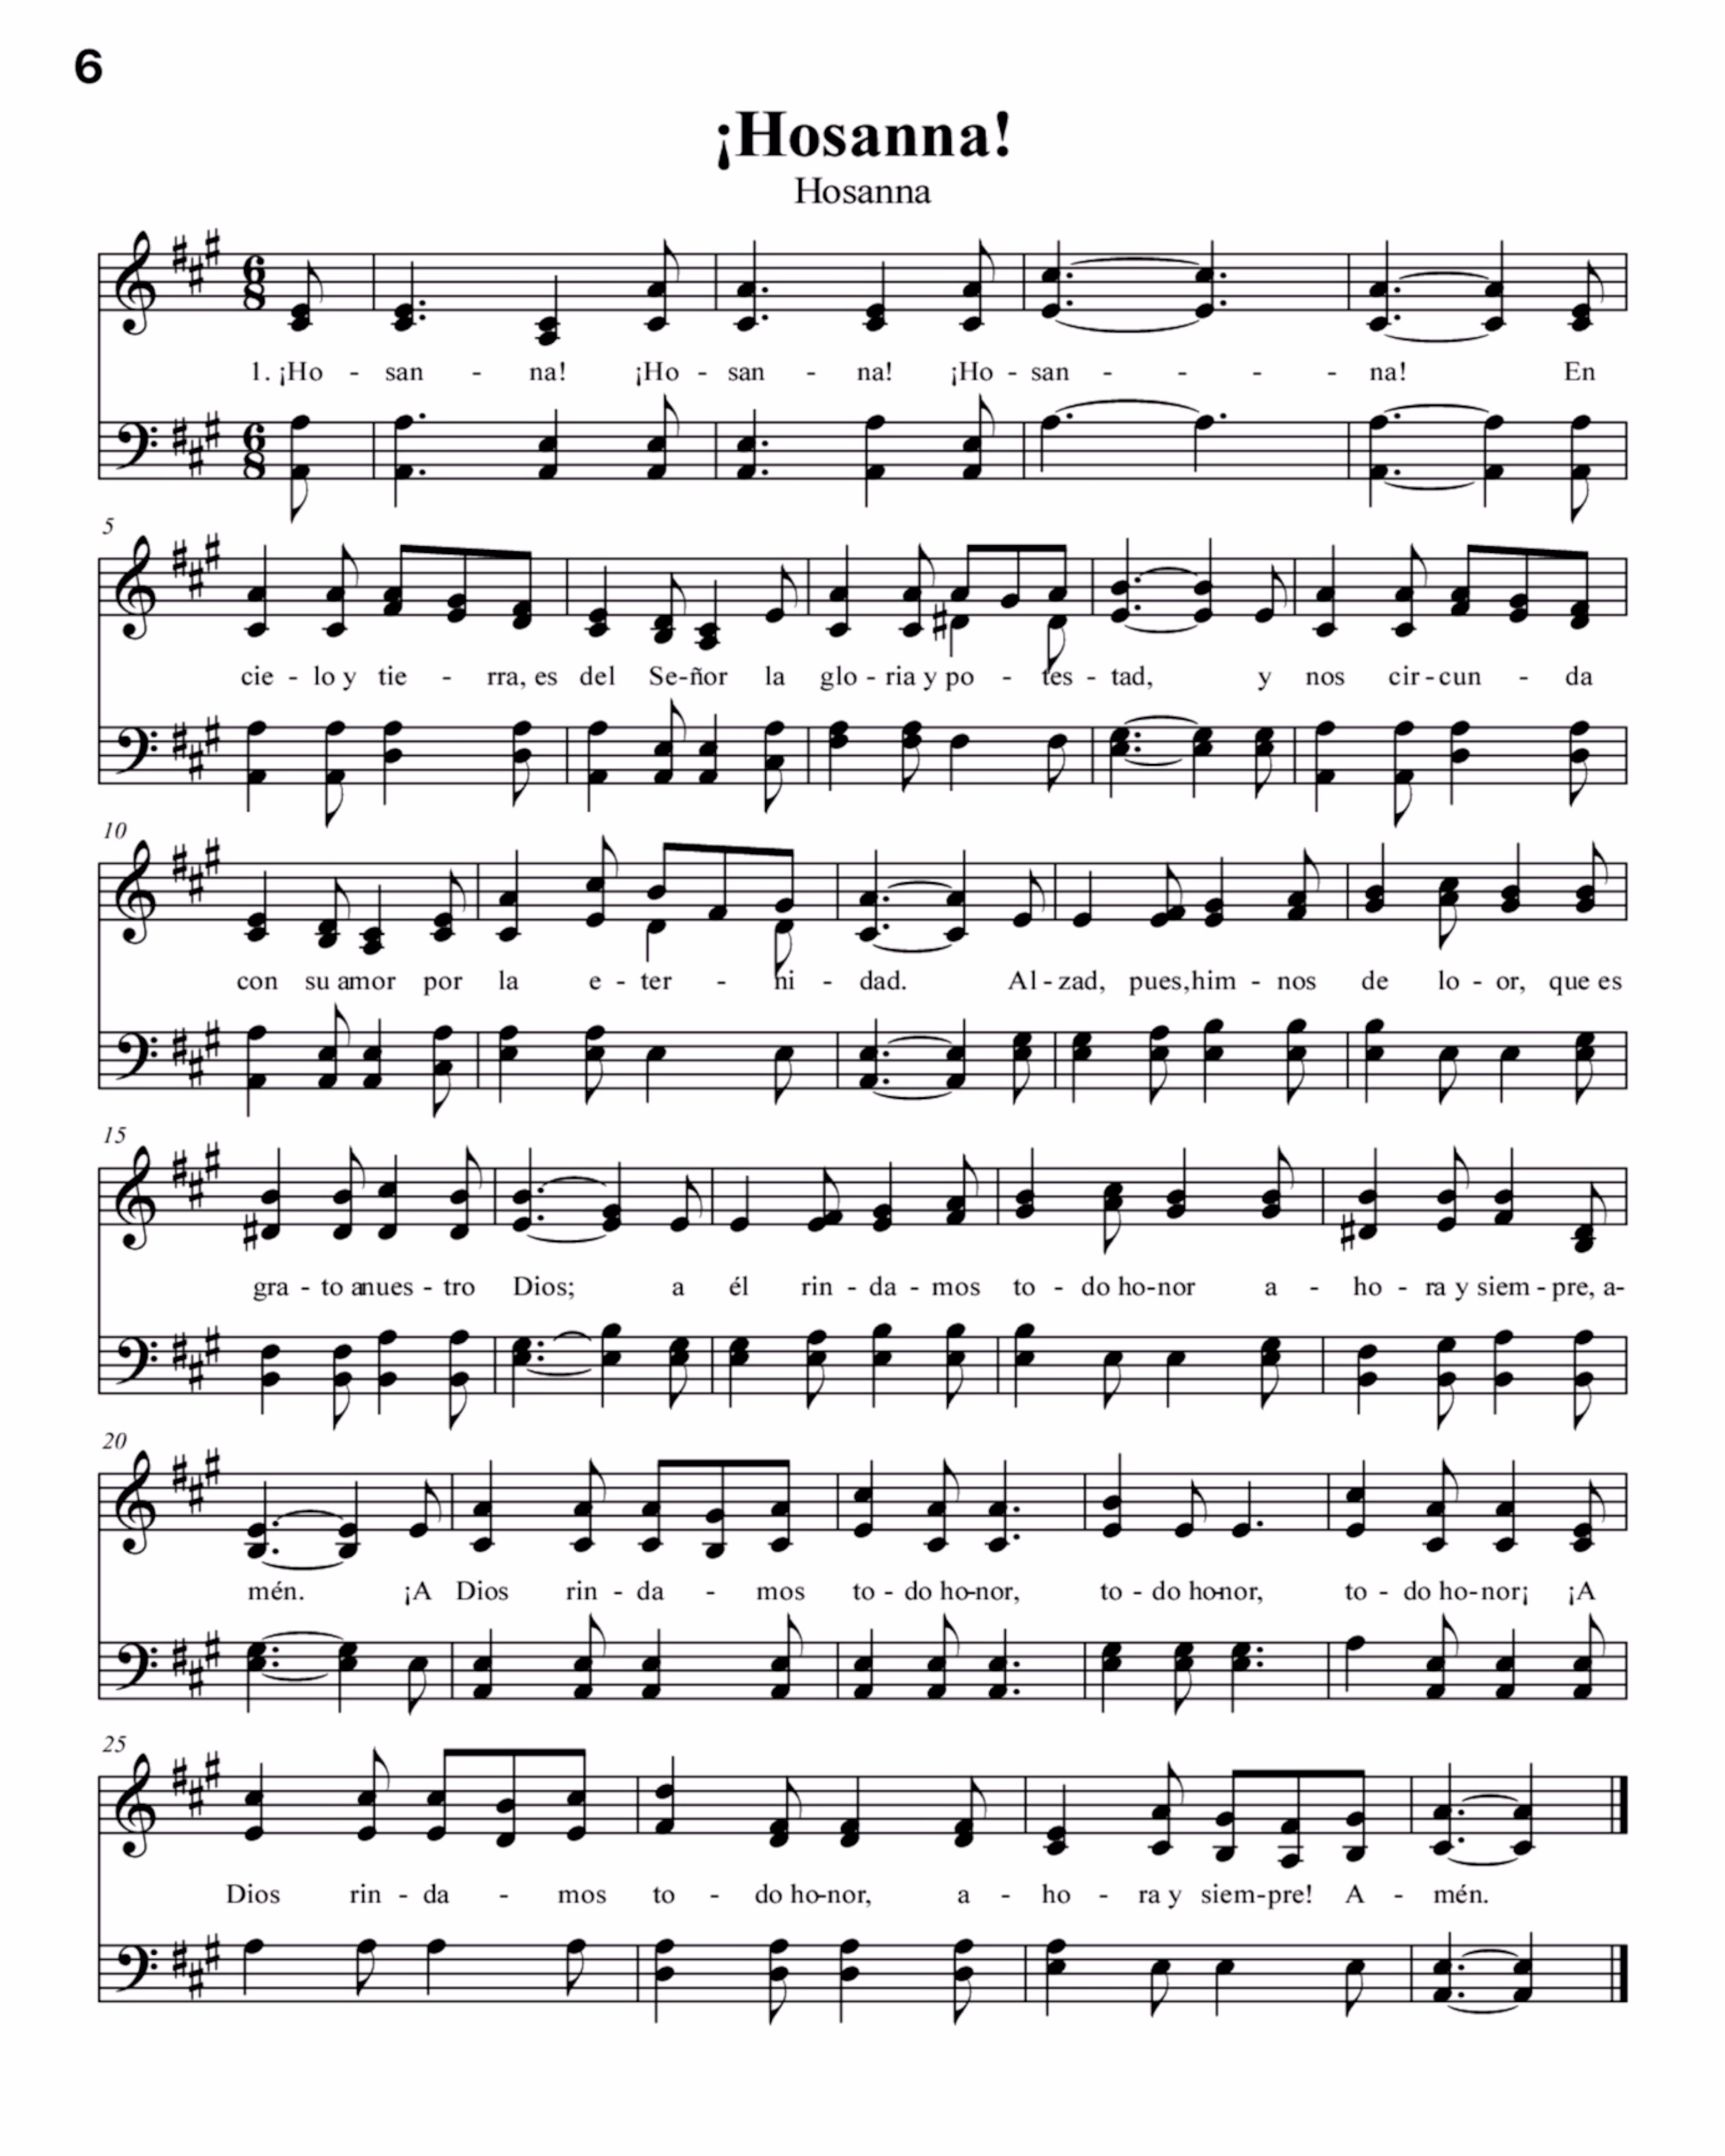 6
¡Hosanna!
Hosanna
6 8
1. ¡Ho - san - na! ¡Ho - san - na! ¡Ho - san - - - - na! En
6 8
5
cie - lo y tie - rra, es del Se-ñor la glo - ria y po - tes - tad, y nos cir - cun - da
10
con su amor por la e - ter - ni - dad. Al - zad, pues, him - nos de lo - or, que es
15
gra - to a nues - tro Dios; a él rin - da - mos to - do ho-nor a - ho - ra y siem - pre, a-
20
mén. ¡A Dios rin - da - mos to - do ho-nor, to - do ho-nor, to - do ho-nor¡ ¡A
25
Dios rin - da - mos to - do ho-nor, a - ho - ra y siem-pre! A - mén.